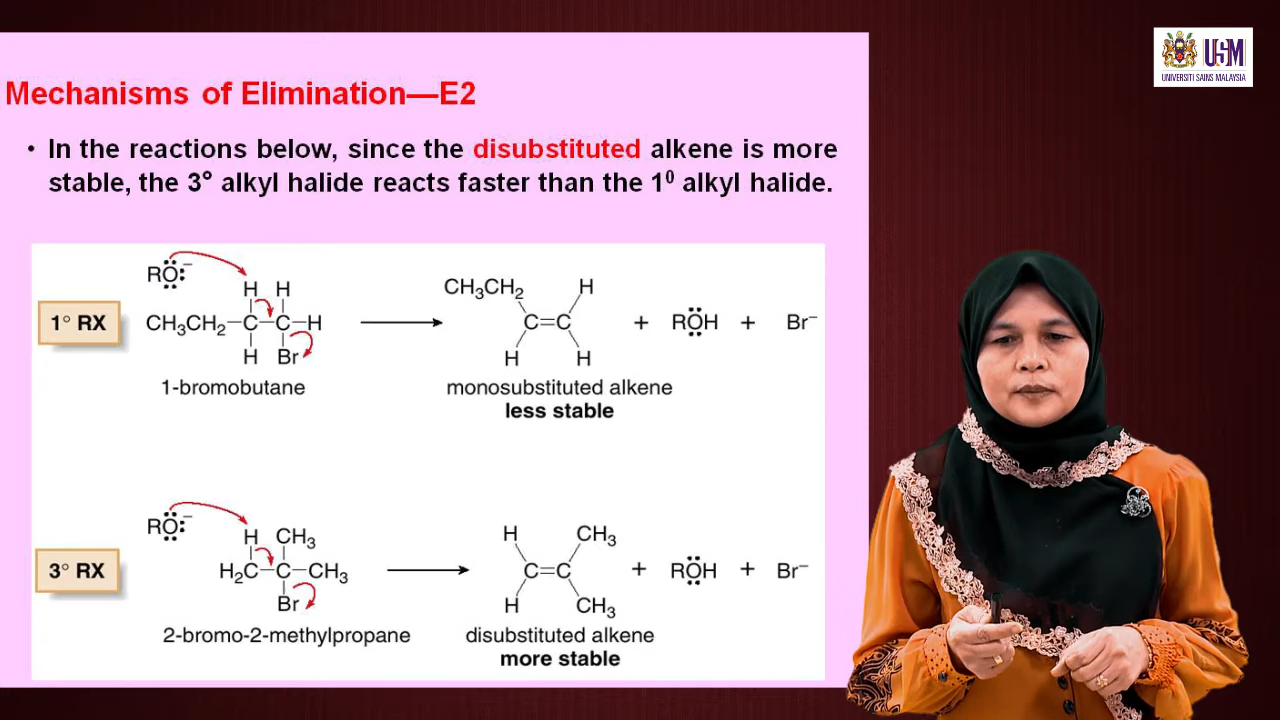 USM
UNIVERSITI SAINS MALAYSIA
Mechanisms of Elimination—E2
• In the reactions below, since the disubstituted alkene is more
stable, the 3° alkyl halide reacts faster than the 1⁰ alkyl halide.
RÖ:⁻
H H
1° RX CH₃CH₂–C–C–H → CH₃CH₂ H C=C H H + RÖH + Br⁻
H Br
1-bromobutane monosubstituted alkene
less stable
RÖ:⁻
H CH₃ H CH₃
3° RX H₂C–C–CH₃ → C=C + RÖH + Br⁻
Br H CH₃
2-bromo-2-methylpropane disubstituted alkene
more stable